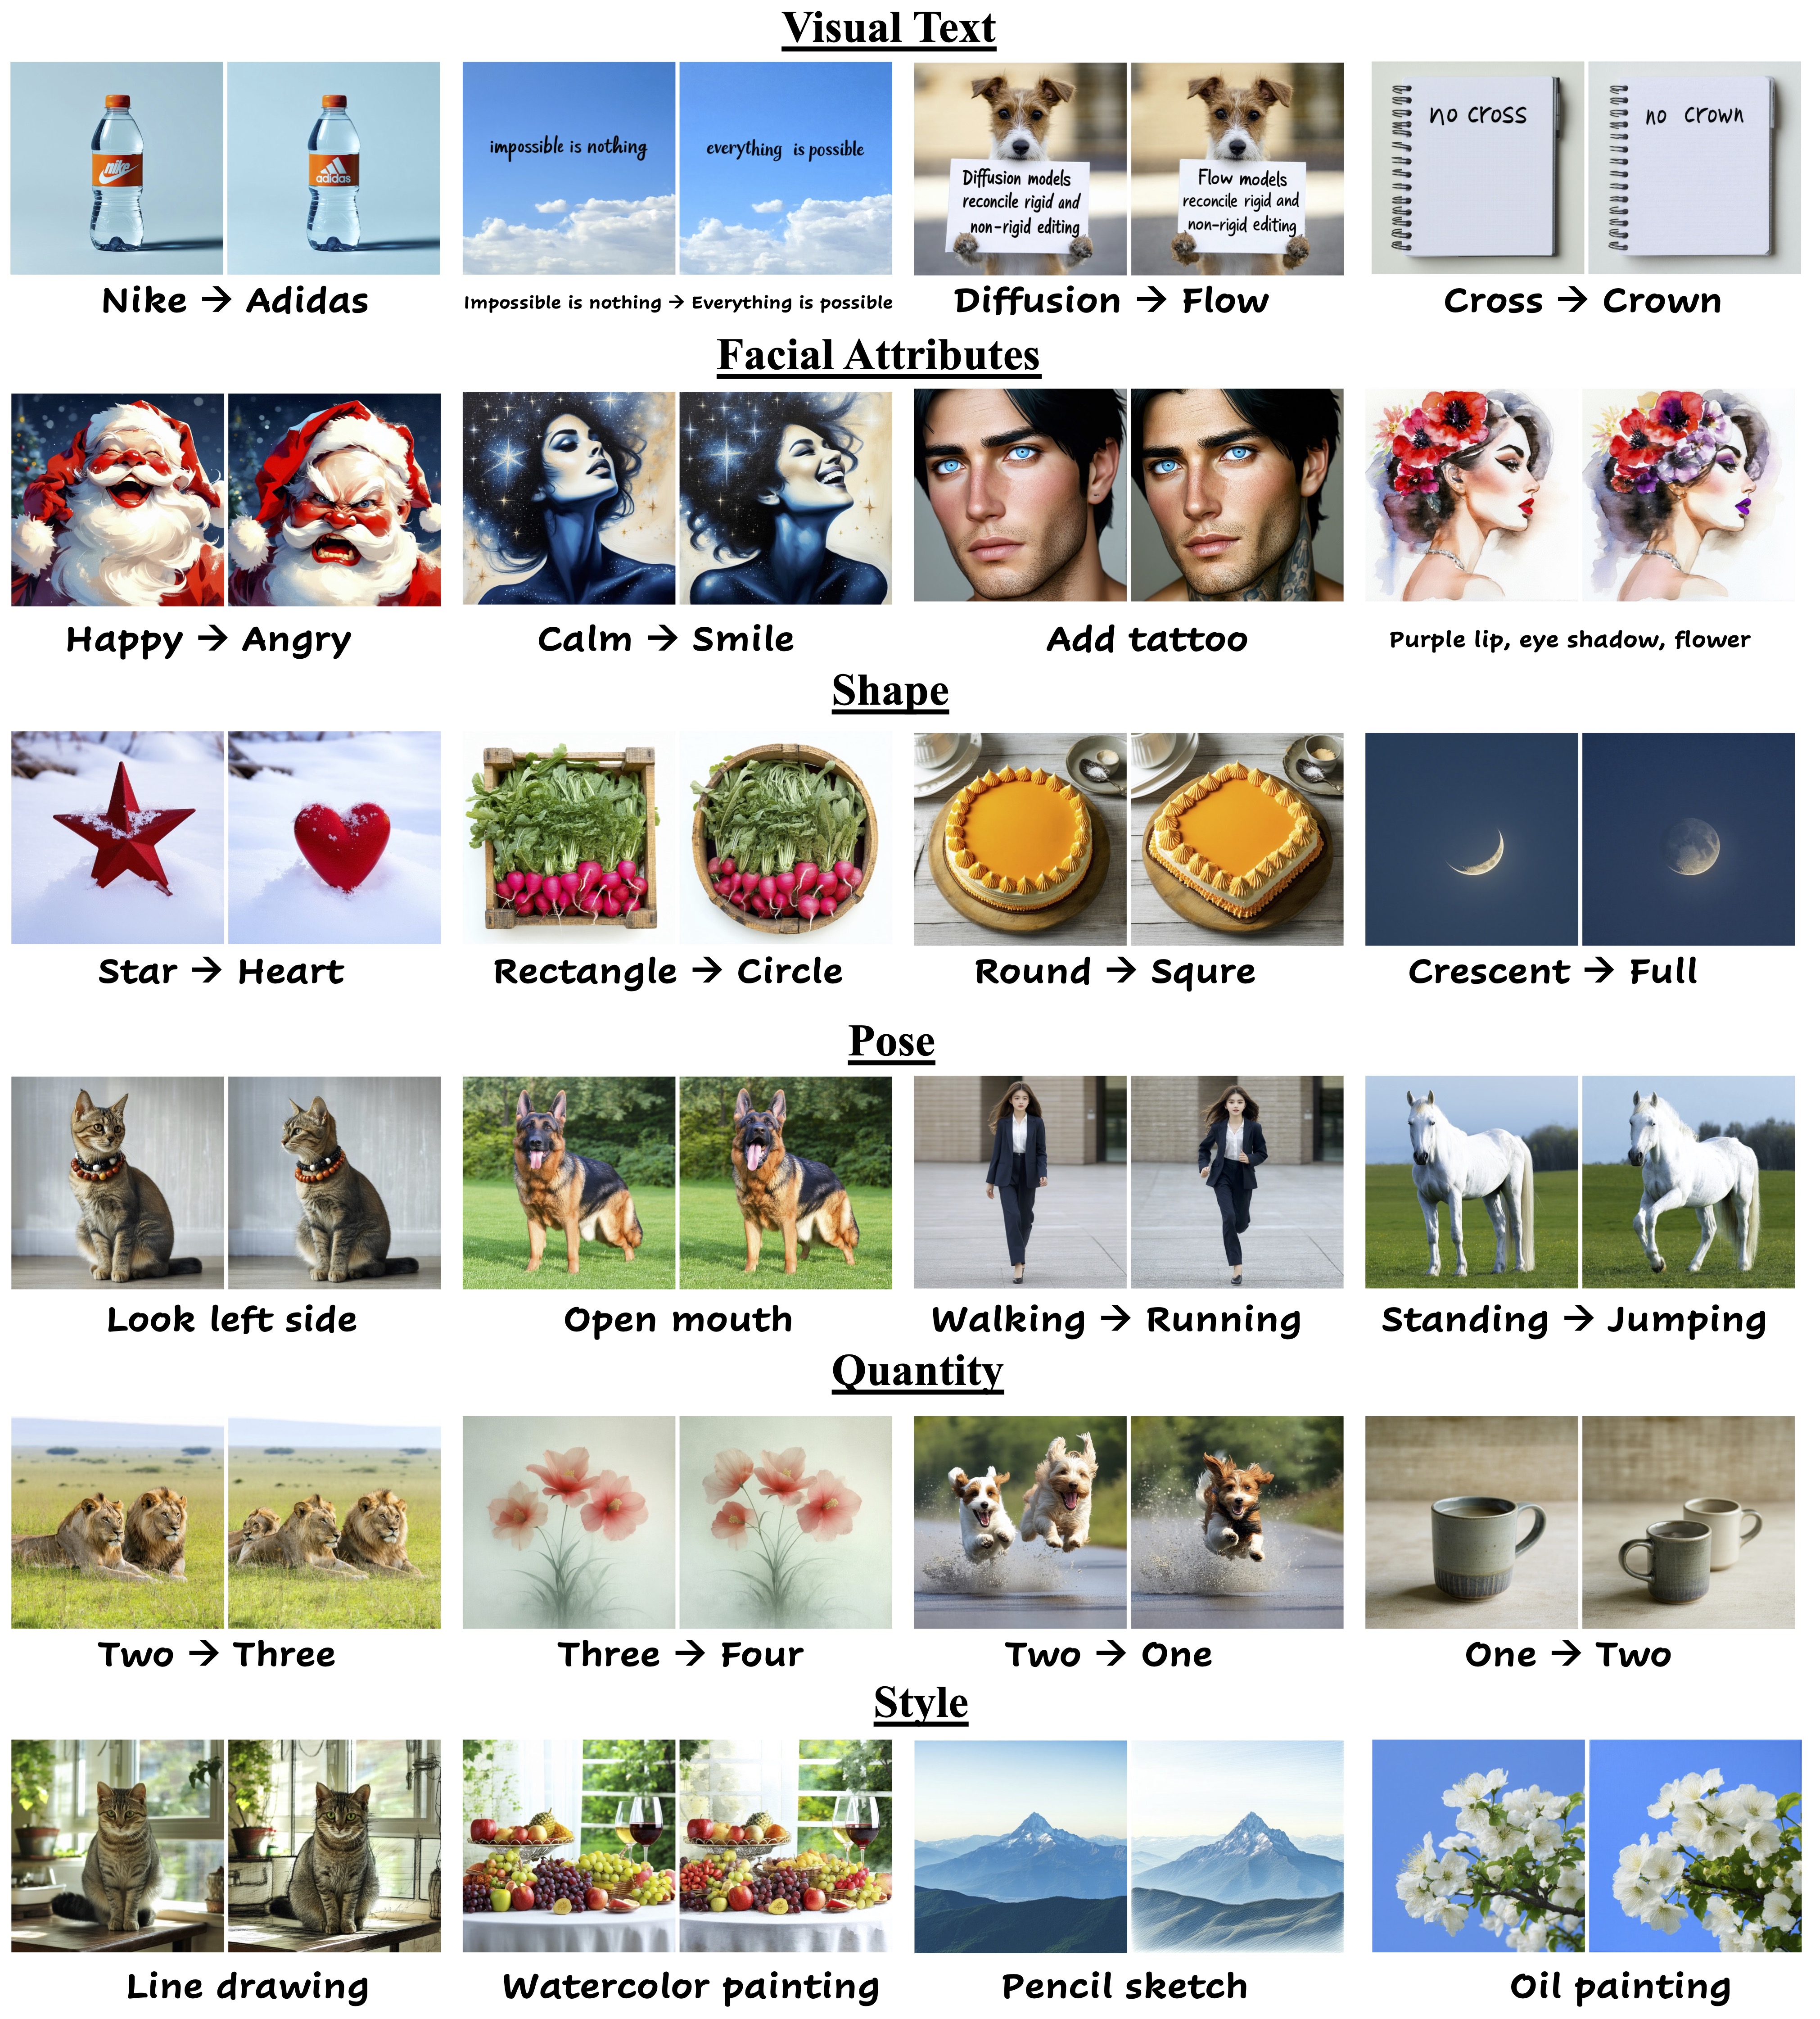 Visual Text
nike
adidas
impossible is nothing
everything is possible
Diffusion models
reconcile rigid and
non-rigid editing
Flow models
reconcile rigid and
non-rigid editing
no cross
no crown
Nike → Adidas
Impossible is nothing → Everything is possible
Diffusion → Flow
Cross → Crown
Facial Attributes
Happy → Angry
Calm → Smile
Add tattoo
Purple lip, eye shadow, flower
Shape
Star → Heart
Rectangle → Circle
Round → Squre
Crescent → Full
Pose
Look left side
Open mouth
Walking → Running
Standing → Jumping
Quantity
Two → Three
Three → Four
Two → One
One → Two
Style
Line drawing
Watercolor painting
Pencil sketch
Oil painting